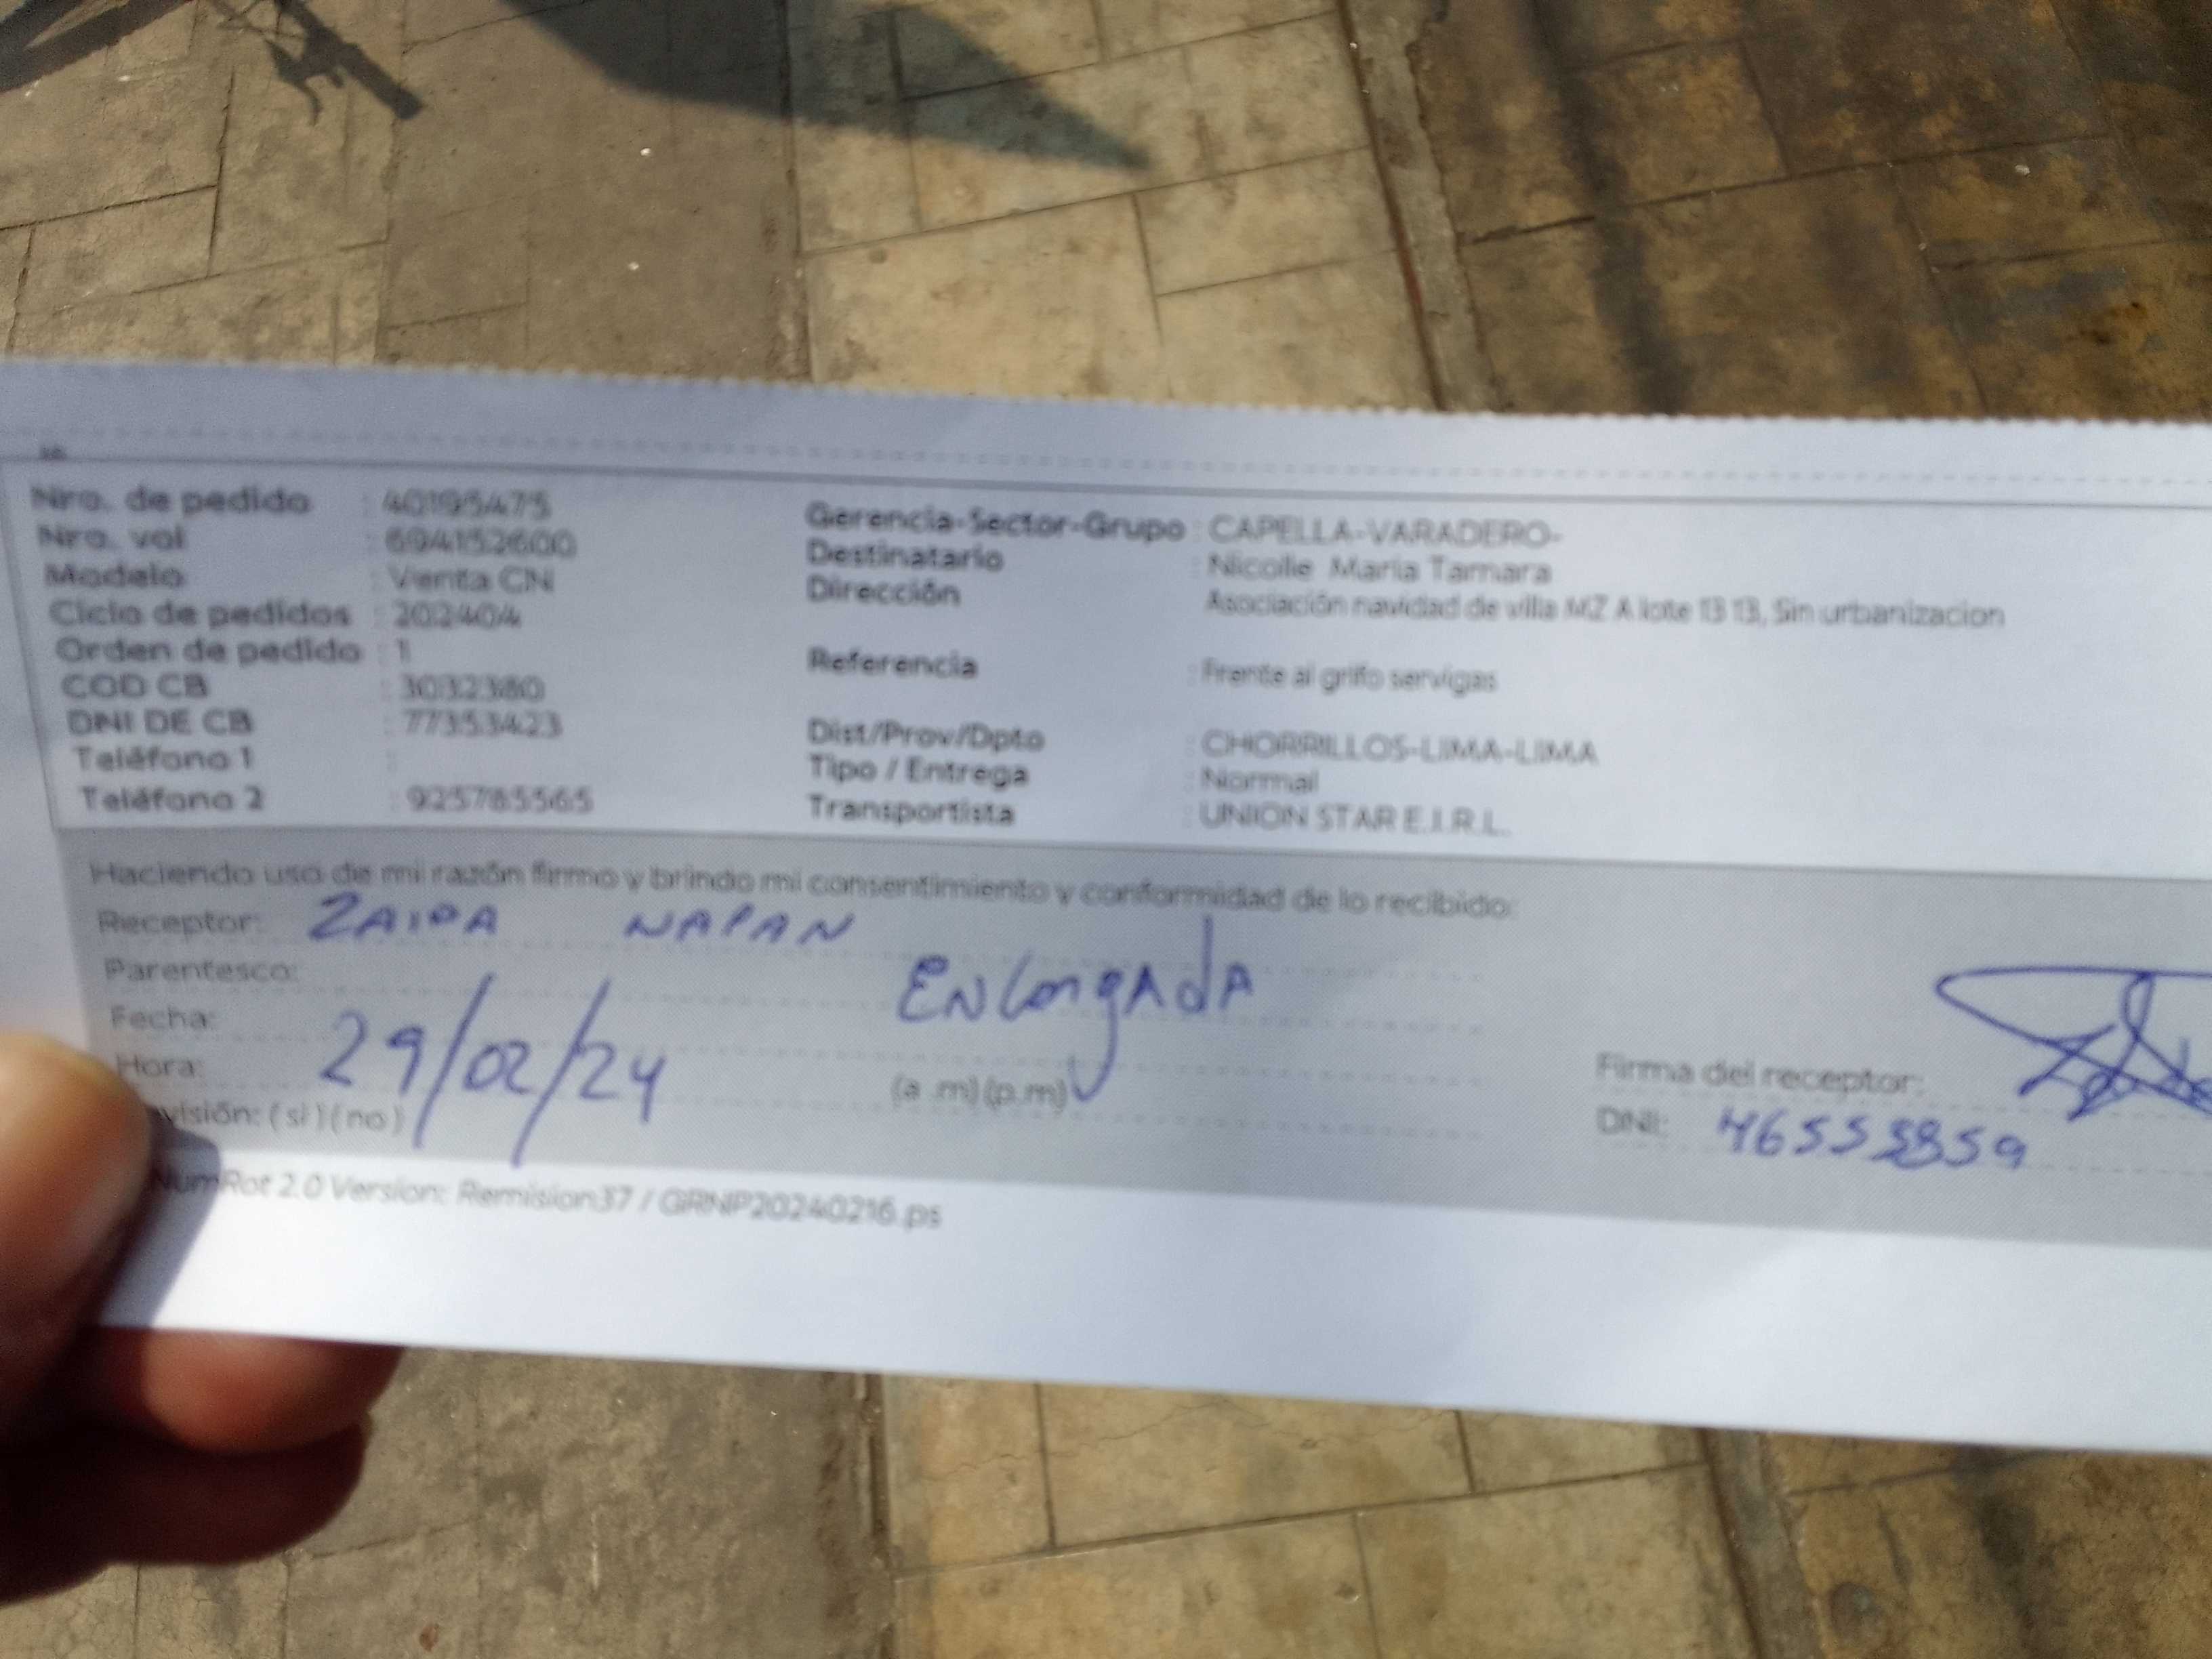 Nro. de pedido : 40195475
Nro. val : 6941152600
Modelo : Venta CN
Ciclo de pedidos : 202404
Orden de pedido : 1
COD CB : 3032380
DNI DE CB : 77353423
Teléfono 1 :
Teléfono 2 : 925785565
Gerencia-Sector-Grupo : CAPELLA-VARADERO-
Destinatario : Nicolle Maria Tamara
Dirección : Asociación navidad de villa MZ A lote 13 13, Sin urbanizacion
Referencia : Frente al grifo servigas
Dist/Prov/Dpto : CHORRILLOS-LIMA-LIMA
Tipo / Entrega : Normal
Transportista : UNION STAR E.I.R.L.
Haciendo uso de mi razón firmo y brindo mi consentimiento y conformidad de lo recibido:
Receptor: ZAIDA NAPAN
Parentesco: ENCargAdA
Fecha: 29/02/24
Hora: (a .m) (p.m)
visión: ( si ) ( no )
Firma del receptor:
DNI:
NumRot 2.0 Version: Remision37 / GRNP20240216.ps